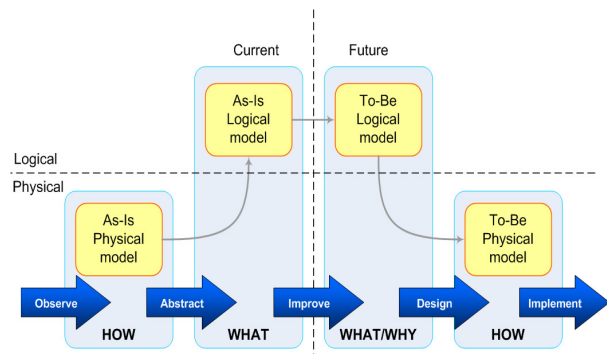 Current
Future
As-Is
Logical
model
To-Be
Logical
model
Logical
Physical
As-Is
Physical
model
To-Be
Physical
model
Observe
Abstract
Improve
Design
Implement
HOW
WHAT
WHAT/WHY
HOW